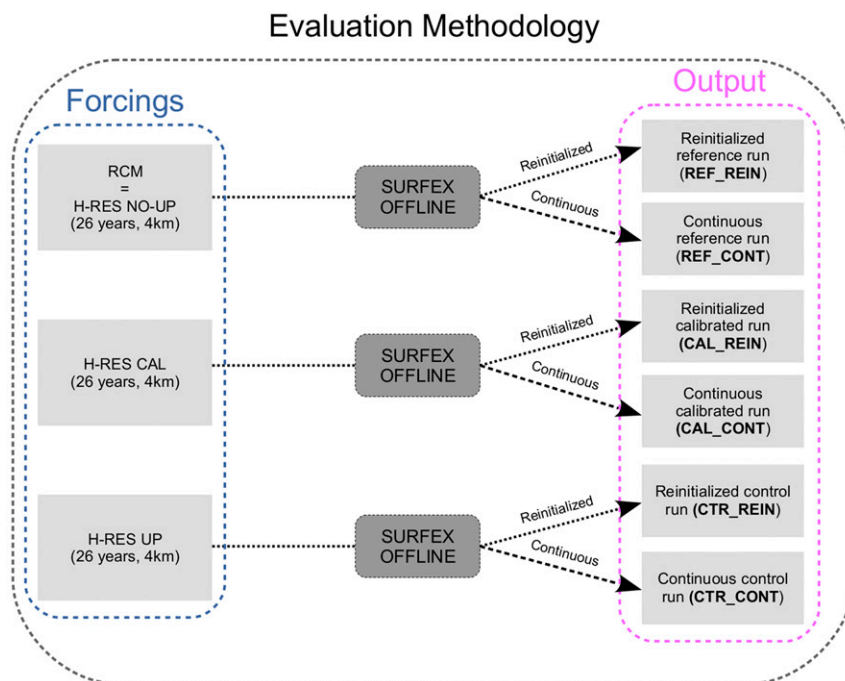 Evaluation Methodology
Forcings
Output
RCM
=
H-RES NO-UP
(26 years, 4km)
SURFEX
OFFLINE
Reinitialized
Continuous
Reinitialized
reference run
(REF_REIN)
Continuous
reference run
(REF_CONT)
H-RES CAL
(26 years, 4km)
SURFEX
OFFLINE
Reinitialized
Continuous
Reinitialized
calibrated run
(CAL_REIN)
Continuous
calibrated run
(CAL_CONT)
H-RES UP
(26 years, 4km)
SURFEX
OFFLINE
Reinitialized
Continuous
Reinitialized control
run (CTR_REIN)
Continuous control
run (CTR_CONT)